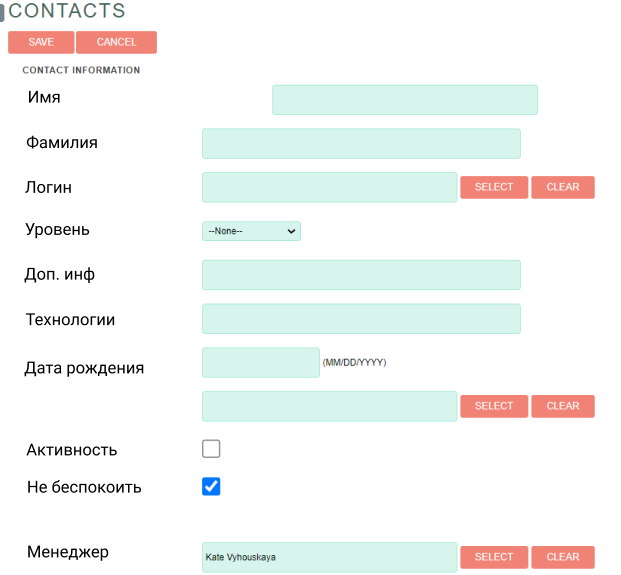 CONTACTS
SAVE CANCEL
CONTACT INFORMATION
Имя
Фамилия
Логин SELECT CLEAR
Уровень --None--
Доп. инф
Технологии
Дата рождения (MM/DD/YYYY)
SELECT CLEAR
Активность
Не беспокоить
Менеджер Kate Vyhouskaya SELECT CLEAR